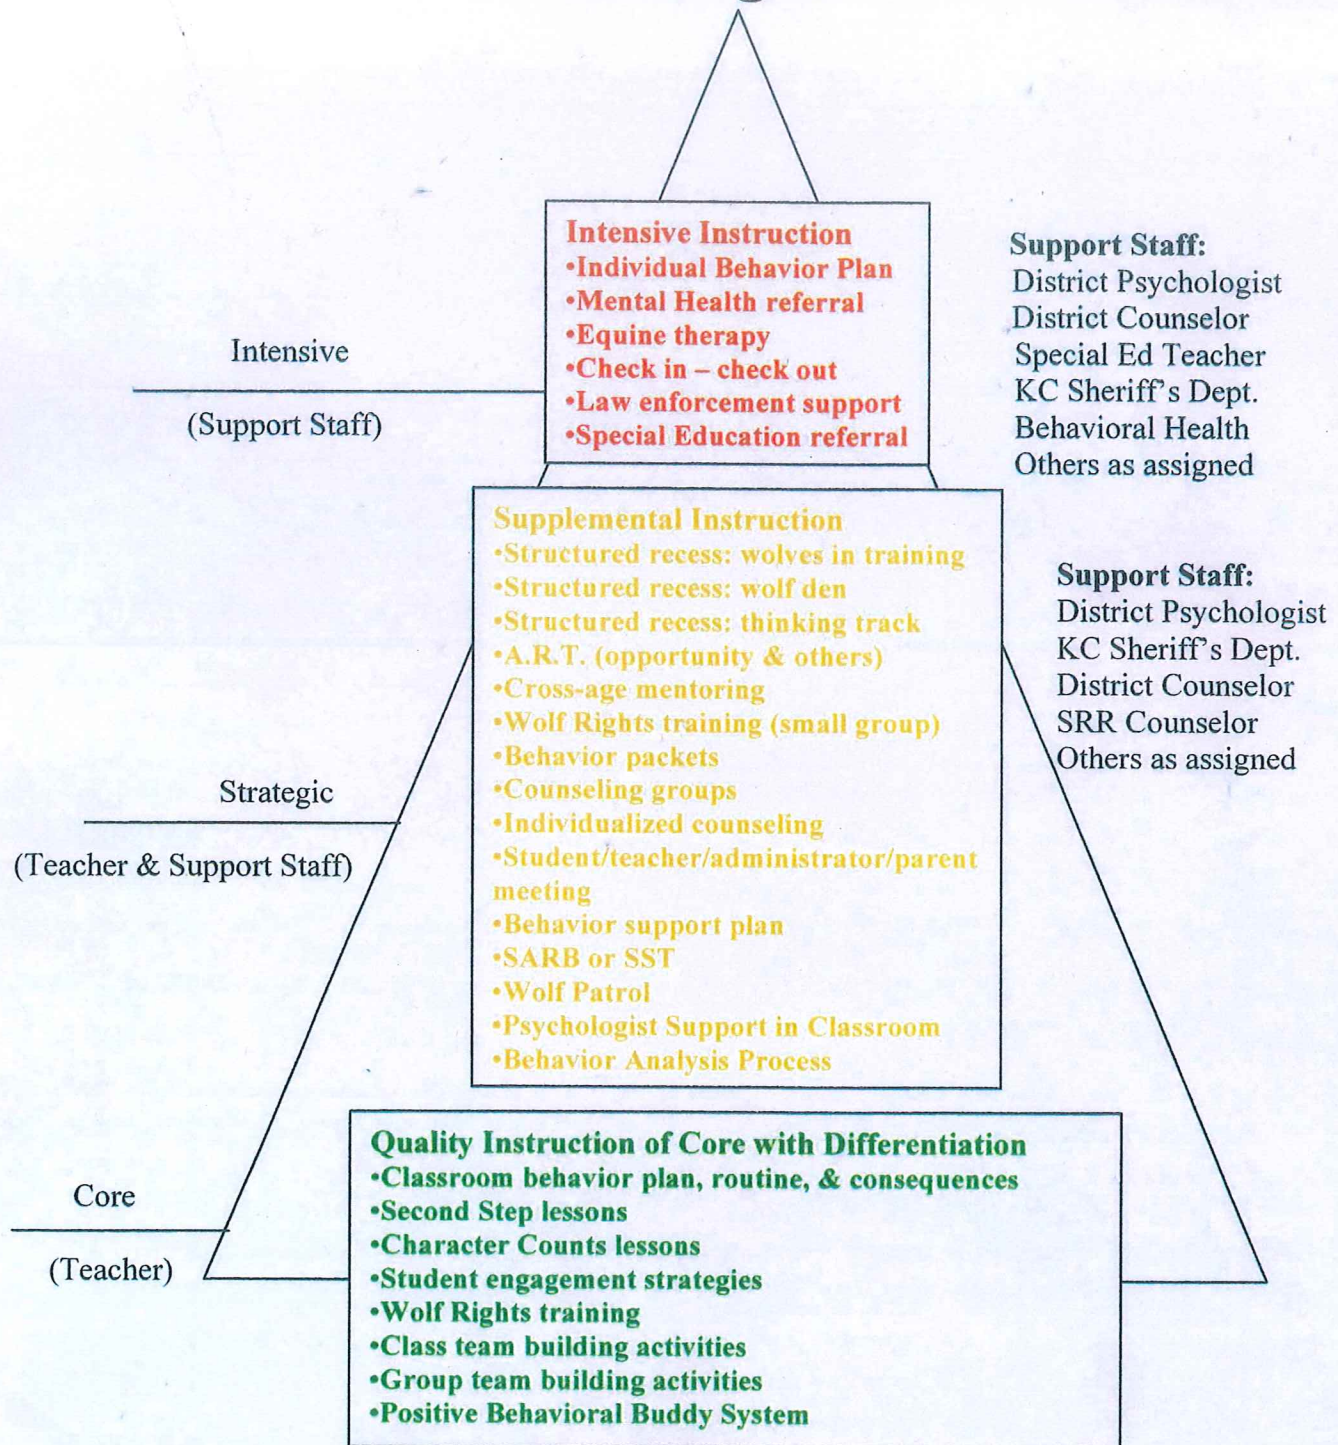 Intensive Instruction
•Individual Behavior Plan
•Mental Health referral
•Equine therapy
•Check in – check out
•Law enforcement support
•Special Education referral
Support Staff:
District Psychologist
District Counselor
Special Ed Teacher
KC Sheriff's Dept.
Behavioral Health
Others as assigned
Intensive
(Support Staff)
Supplemental Instruction
•Structured recess: wolves in training
•Structured recess: wolf den
•Structured recess: thinking track
•A.R.T. (opportunity & others)
•Cross-age mentoring
•Wolf Rights training (small group)
•Behavior packets
•Counseling groups
•Individualized counseling
•Student/teacher/administrator/parent
meeting
•Behavior support plan
•SARB or SST
•Wolf Patrol
•Psychologist Support in Classroom
•Behavior Analysis Process
Support Staff:
District Psychologist
KC Sheriff's Dept.
District Counselor
SRR Counselor
Others as assigned
Strategic
(Teacher & Support Staff)
Quality Instruction of Core with Differentiation
•Classroom behavior plan, routine, & consequences
•Second Step lessons
•Character Counts lessons
•Student engagement strategies
•Wolf Rights training
•Class team building activities
•Group team building activities
•Positive Behavioral Buddy System
Core
(Teacher)